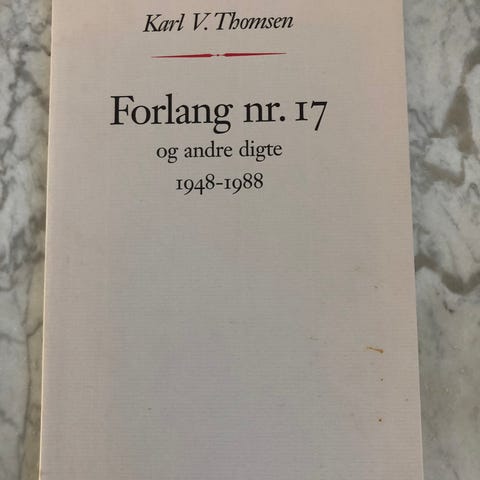 Karl V. Thomsen
Forlang nr. 17
og andre digte
1948-1988